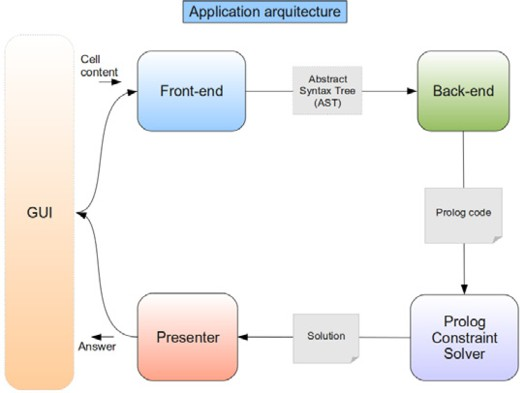 Application arquitecture
Cell
content
Front-end
Abstract
Syntax Tree
(AST)
Back-end
GUI
Prolog code
Answer
Presenter
Solution
Prolog
Constraint
Solver